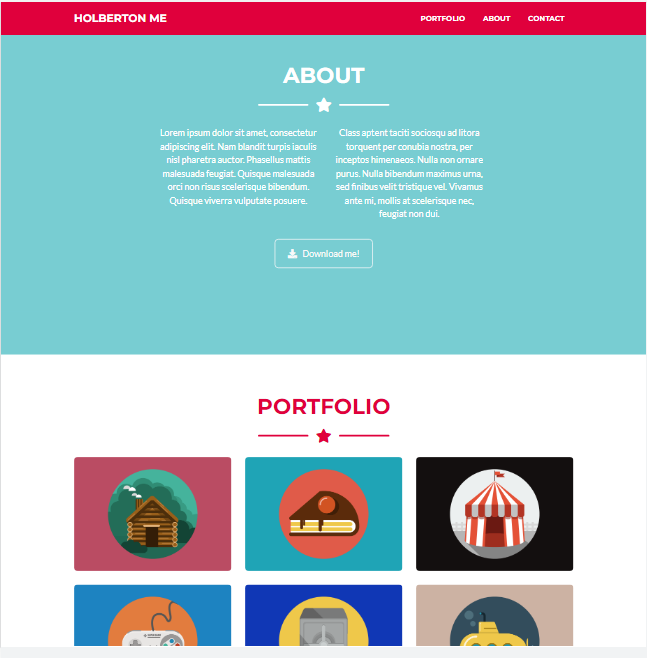 HOLBERTON ME
PORTFOLIO ABOUT CONTACT
ABOUT
Lorem ipsum dolor sit amet, consectetur
adipiscing elit. Nam blandit turpis iaculis
nisl pharetra auctor. Phasellus mattis
malesuada feugiat. Quisque malesuada
orci non risus scelerisque bibendum.
Quisque viverra vulputate posuere.
Class aptent taciti sociosqu ad litora
torquent per conubia nostra, per
inceptos himenaeos. Nulla non ornare
purus. Nulla bibendum maximus urna,
sed finibus velit tristique vel. Vivamus
ante mi, mollis at scelerisque nec,
feugiat non dui.
Download me!
PORTFOLIO